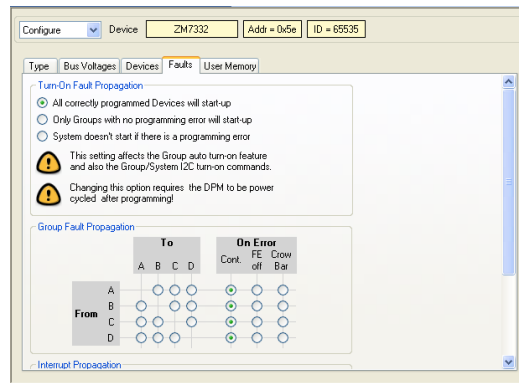 Configure Device ZM7332 Addr = 0x5e ID = 65535
Type Bus Voltages Devices Faults User Memory
Turn-On Fault Propagation
All correctly programmed Devices will start-up
Only Groups with no programming error will start-up
System doesn't start if there is a programming error
This setting affects the Group auto turn-on feature
and also the Group/System I2C turn-on commands.
Changing this option requires the DPM to be power
cycled after programming!
Group Fault Propagation
To On Error
A B C D Cont. FE off Crow Bar
A
From B
C
D
Interrupt Propagation